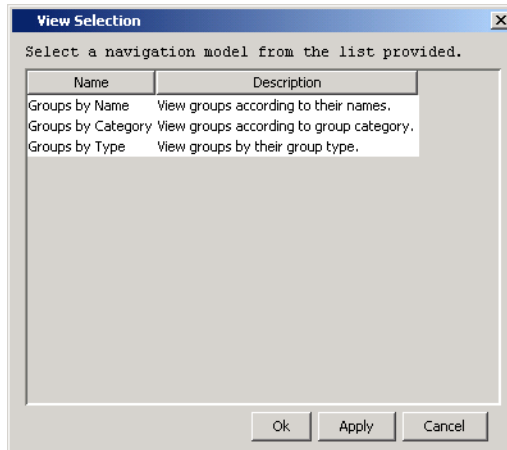 View Selection
Select a navigation model from the list provided.
Name Description
Groups by Name View groups according to their names.
Groups by Category View groups according to group category.
Groups by Type View groups by their group type.
Ok Apply Cancel